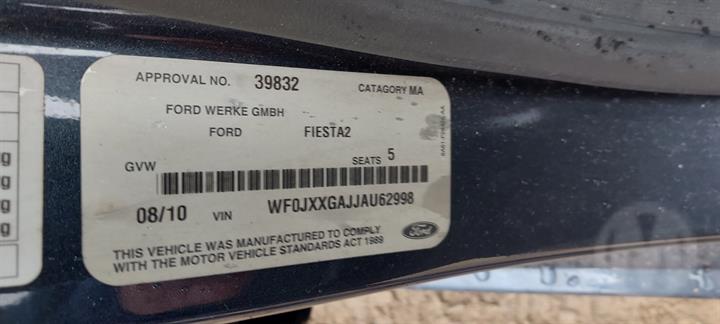 APPROVAL NO. 39832 CATAGORY MA
FORD WERKE GMBH
FORD FIESTA2
GVW SEATS 5
08/10 VIN WF0JXXGAJJAU62998
Ford
THIS VEHICLE WAS MANUFACTURED TO COMPLY
WITH THE MOTOR VEHICLE STANDARDS ACT 1989
g
g
g
g